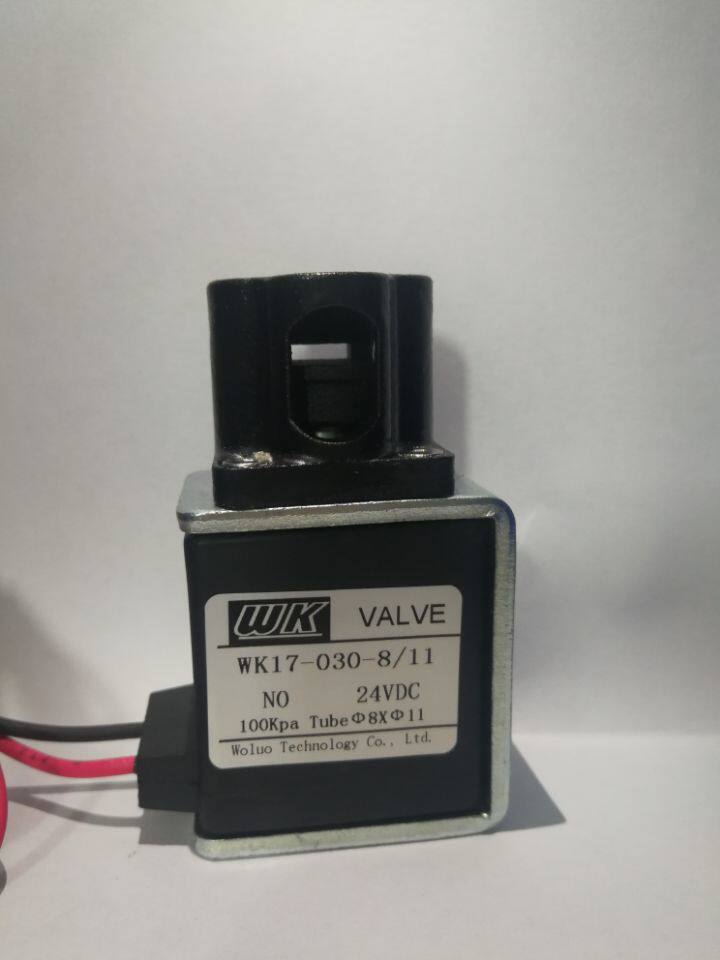 WK VALVE
WK17-030-8/11
NO 24VDC
100Kpa TubeΦ8XΦ11
Woluo Technology Co., Ltd.